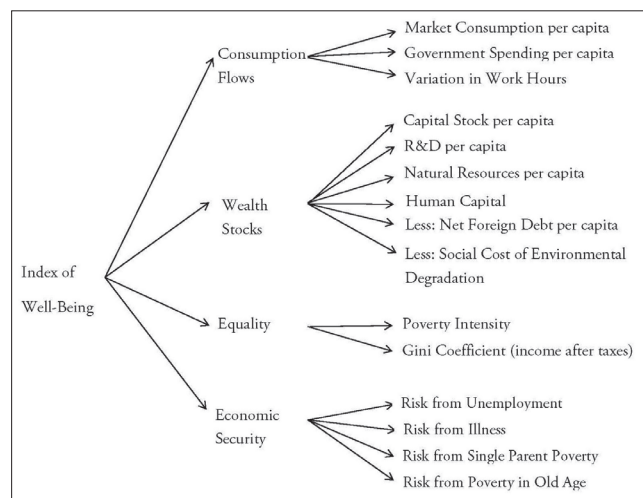 Index of
Well-Being
Consumption
Flows
Market Consumption per capita
Government Spending per capita
Variation in Work Hours
Wealth
Stocks
Capital Stock per capita
R&D per capita
Natural Resources per capita
Human Capital
Less: Net Foreign Debt per capita
Less: Social Cost of Environmental
Degradation
Equality
Poverty Intensity
Gini Coefficient (income after taxes)
Economic
Security
Risk from Unemployment
Risk from Illness
Risk from Single Parent Poverty
Risk from Poverty in Old Age